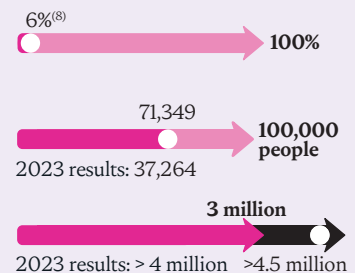 6%(8)
100%
71,349
100,000
people
2023 results: 37,264
3 million
2023 results: > 4 million >4.5 million